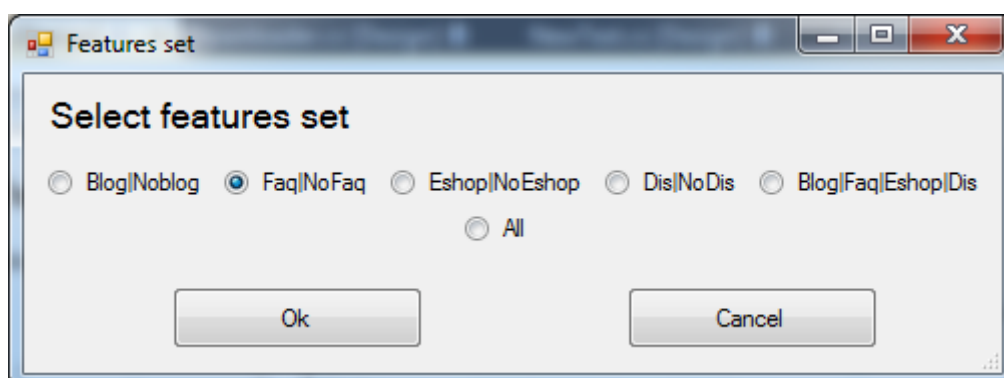 Features set
Select features set
Blog|Noblog Faq|NoFaq Eshop|NoEshop Dis|NoDis Blog|Faq|Eshop|Dis
All
Ok Cancel